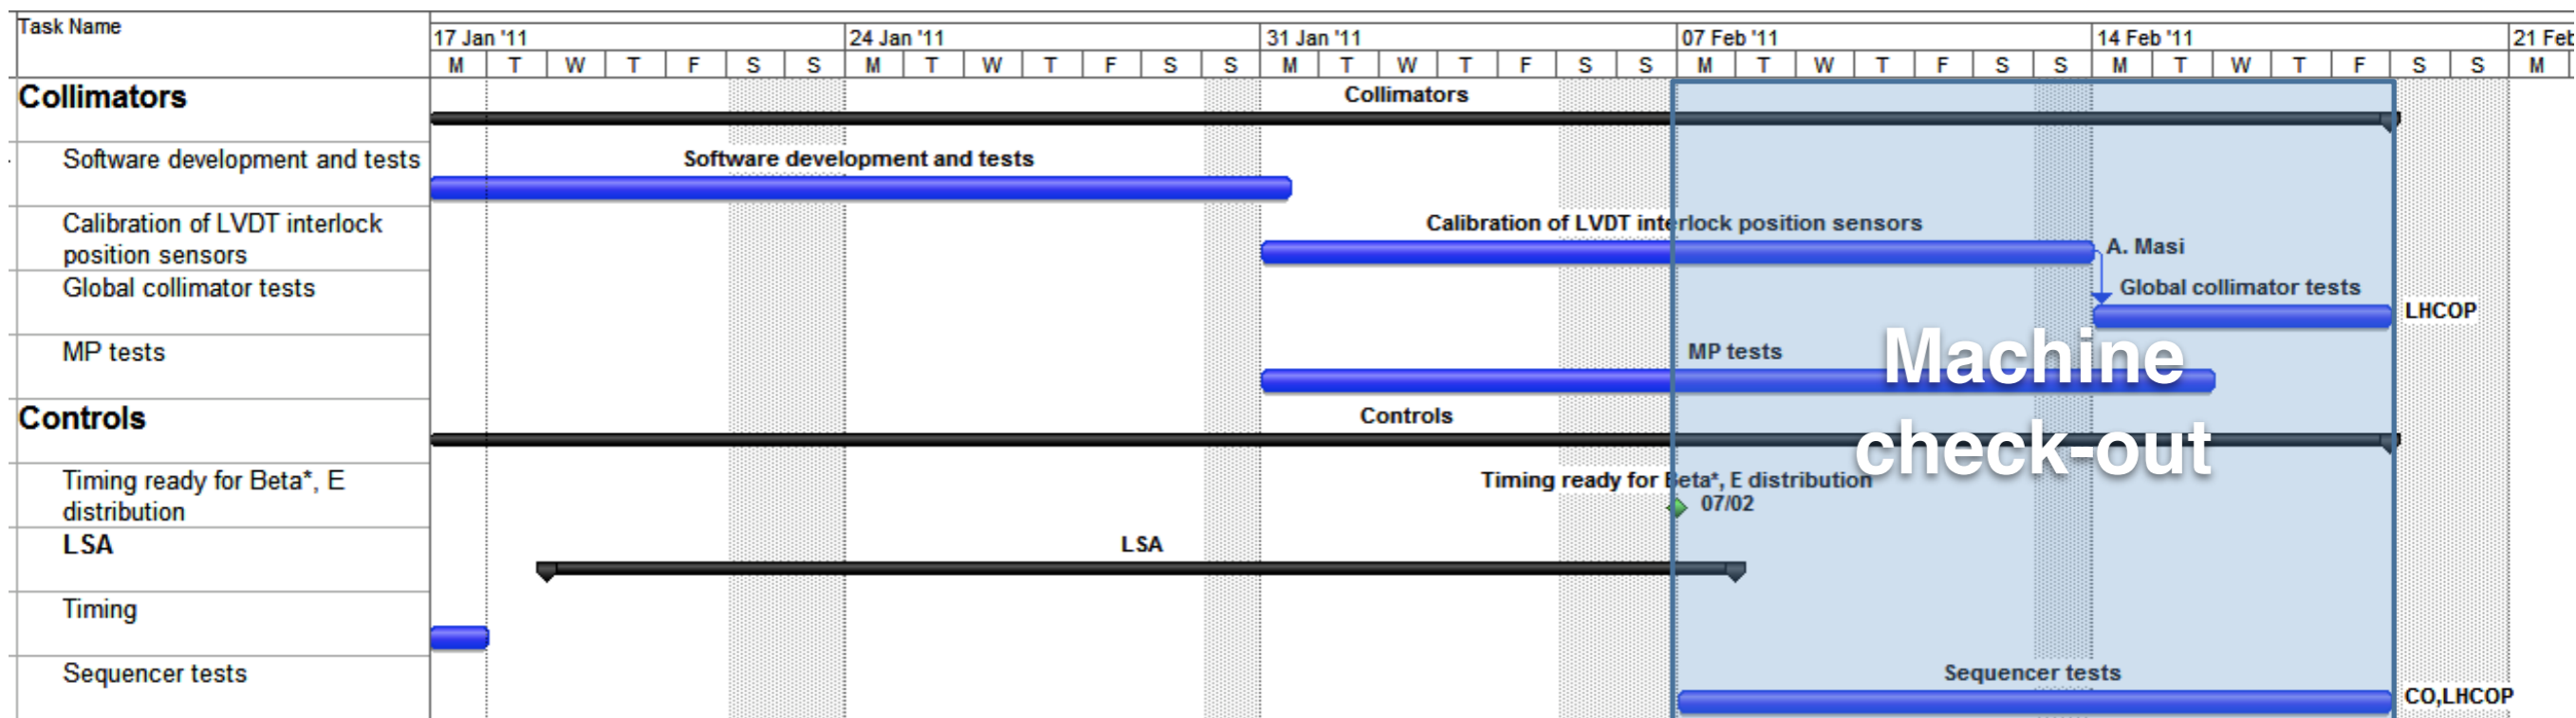 Task Name
17 Jan '11 24 Jan '11 31 Jan '11 07 Feb '11 14 Feb '11 21 Feb
M T W T F S S M T W T F S S M T W T F S S M T W T F S S M T W T F S S M
Collimators
Collimators
Software development and tests
Software development and tests
Calibration of LVDT interlock
position sensors
Calibration of LVDT interlock position sensors
A. Masi
Global collimator tests
Global collimator tests
LHCOP
MP tests
MP tests
Machine
check-out
Controls
Controls
Timing ready for Beta*, E
distribution
Timing ready for Beta*, E distribution
07/02
LSA
LSA
Timing
Sequencer tests
Sequencer tests
CO,LHCOP